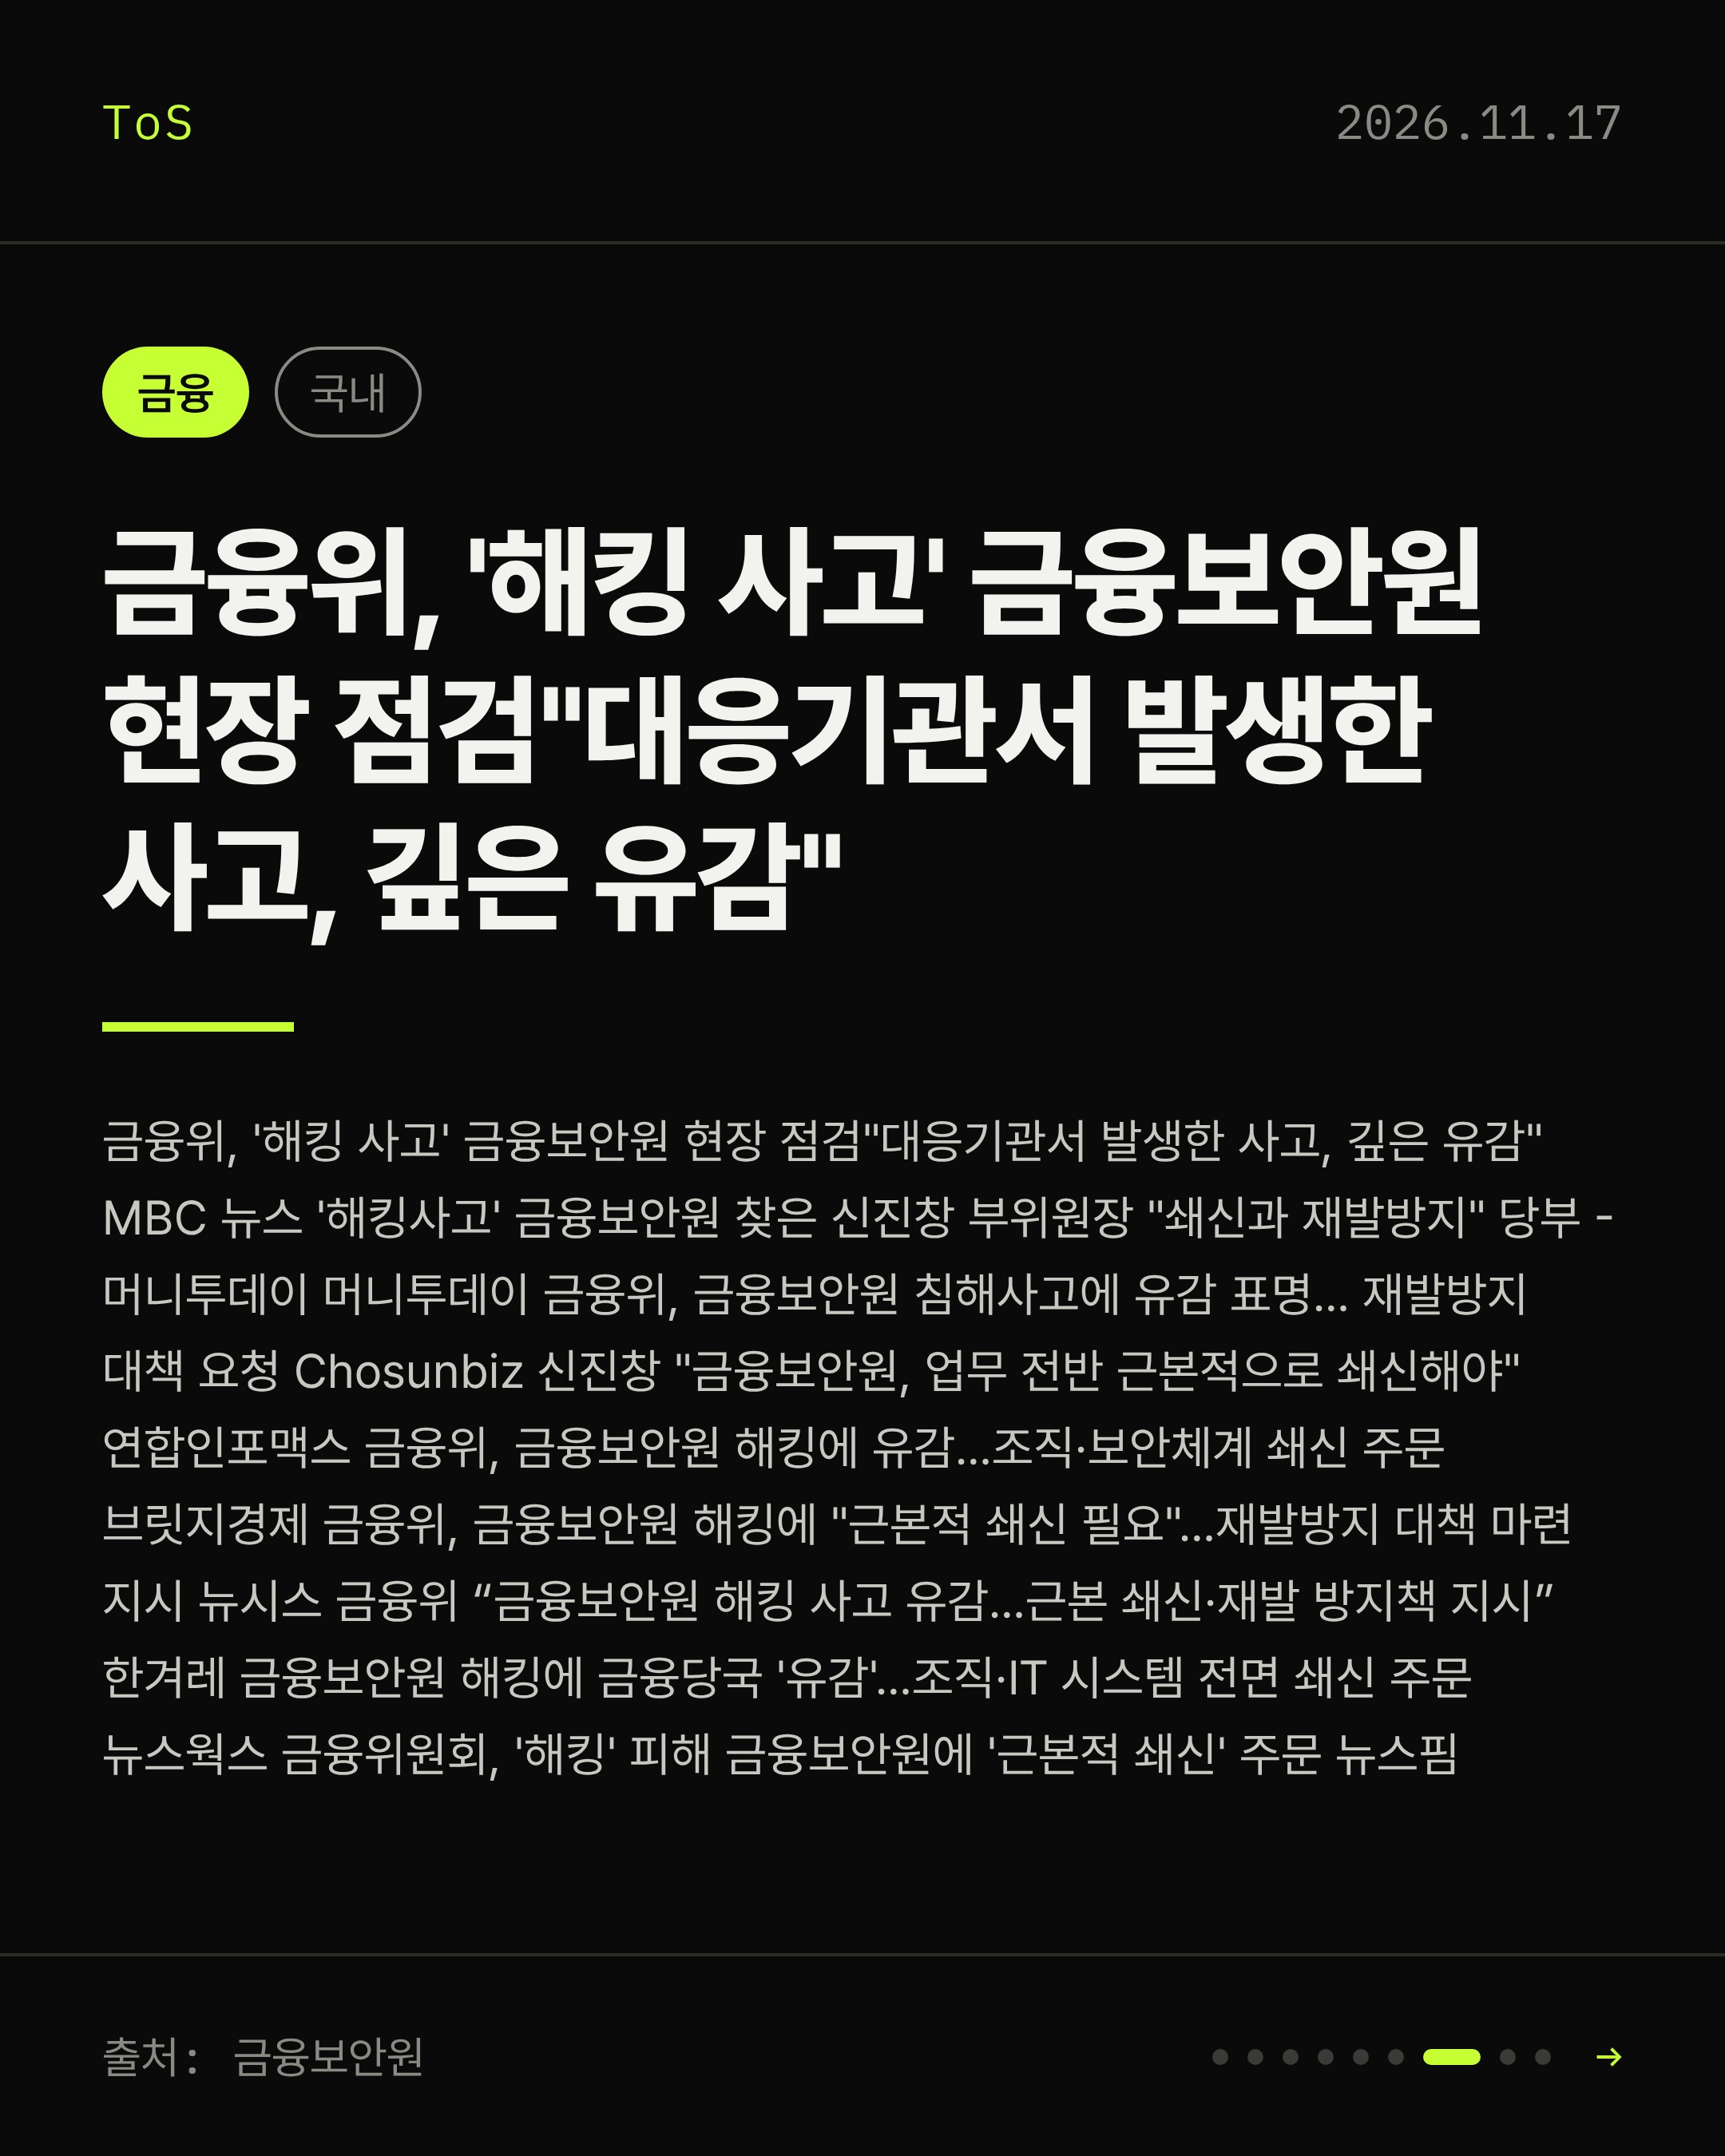 ToS
2026.11.17
금융
국내
금융위, '해킹 사고' 금융보안원
현장 점검"대응기관서 발생한
사고, 깊은 유감"
금융위, '해킹 사고' 금융보안원 현장 점검"대응기관서 발생한 사고, 깊은 유감"
MBC 뉴스 '해킹사고' 금융보안원 찾은 신진창 부위원장 "쇄신과 재발방지" 당부 -
머니투데이 머니투데이 금융위, 금융보안원 침해사고에 유감 표명... 재발방지
대책 요청 Chosunbiz 신진창 "금융보안원, 업무 전반 근본적으로 쇄신해야"
연합인포맥스 금융위, 금융보안원 해킹에 유감…조직·보안체계 쇄신 주문
브릿지경제 금융위, 금융보안원 해킹에 "근본적 쇄신 필요"…재발방지 대책 마련
지시 뉴시스 금융위 “금융보안원 해킹 사고 유감…근본 쇄신·재발 방지책 지시”
한겨레 금융보안원 해킹에 금융당국 '유감'…조직·IT 시스템 전면 쇄신 주문
뉴스웍스 금융위원회, '해킹' 피해 금융보안원에 '근본적 쇄신' 주문 뉴스핌
출처: 금융보안원